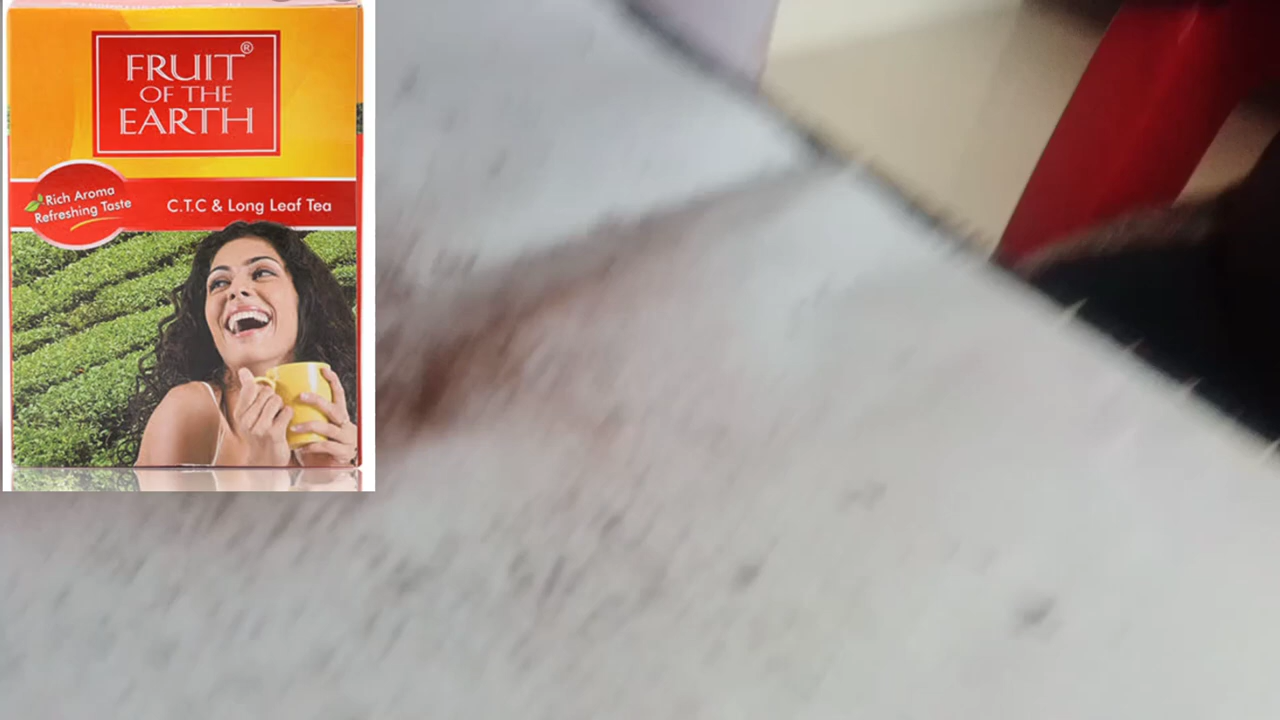 FRUIT®
OF THE
EARTH
Rich Aroma
Refreshing Taste
C.T.C & Long Leaf Tea